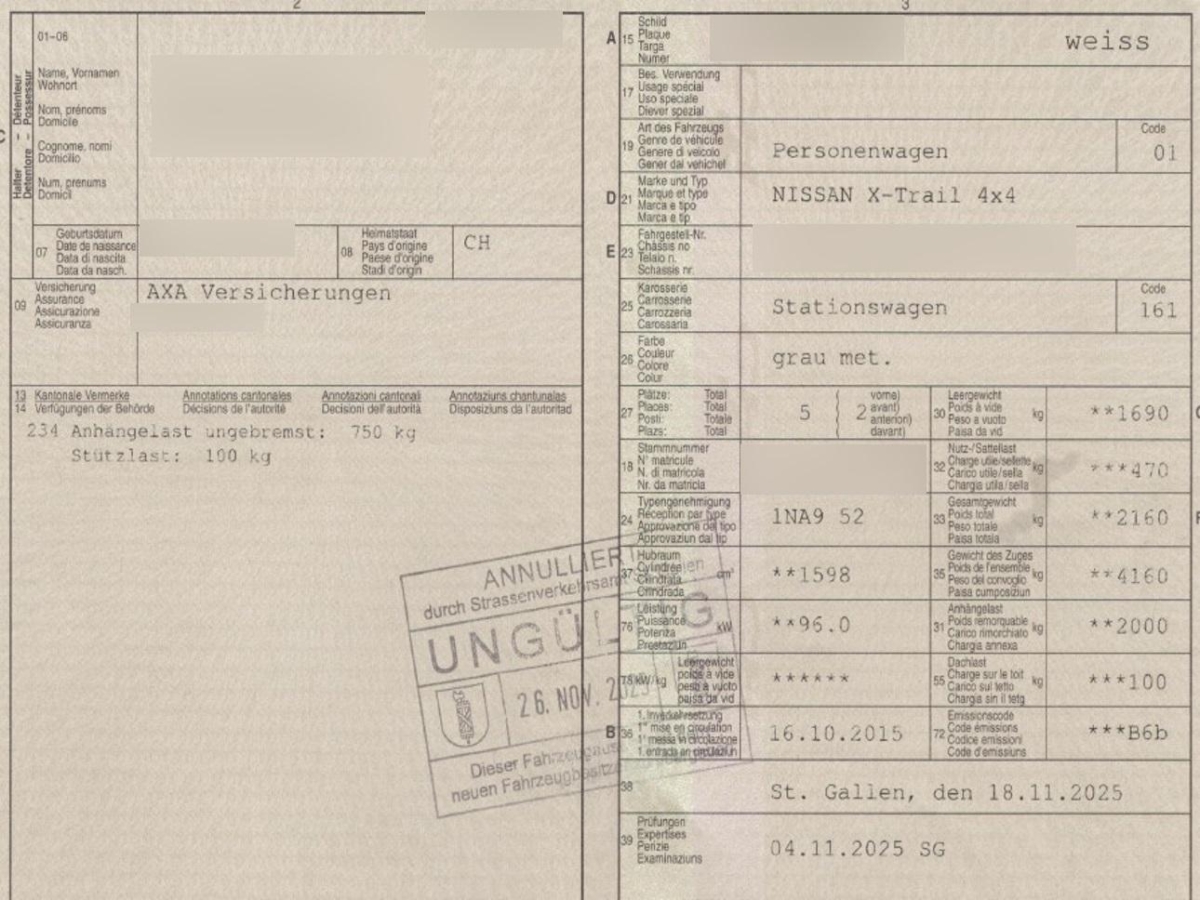 2
01-06
Halter - Détenteur
Detentore - Possessur
Name, Vornamen
Wohnort
Nom, prénoms
Domicile
Cognome, nomi
Domicilio
Num, prenums
Domicil
07
Geburtsdatum
Date de naissance
Data di nascita
Data da nasch.
08
Heimatstaat
Pays d'origine
Paese d'origine
Stadi d'origin
CH
09
Versicherung
Assurance
Assicurazione
Assicuranza
AXA Versicherungen
13 Kantonale Vermerke Annotations cantonales Annotazioni cantonali Annotaziuns chantunalas
14 Verfügungen der Behörde Décisions de l'autorité Decisioni dell'autorità Disposiziuns da l'autoritad
234 Anhängelast ungebremst: 750 kg
Stützlast: 100 kg
ANNULLIERT
durch Strassenverkehrsamt
UNGÜLTIG
26. NOV. 2025
Dieser Fahrzeugausweis
neuen Fahrzeugbesitzer
3
A 15
Schild
Plaque
Targa
Numer
weiss
17
Bes. Verwendung
Usage spécial
Uso speciale
Diever spezial
19
Art des Fahrzeugs
Genre de véhicule
Genere di veicolo
Gener dal vehichel
Personenwagen
Code
01
D 21
Marke und Typ
Marque et type
Marca e tipo
Marca e tip
NISSAN X-Trail 4x4
E 23
Fahrgestell-Nr.
Châssis no
Telaio n.
Schassis nr.
25
Karosserie
Carrosserie
Carrozzeria
Carossaria
Stationswagen
Code
161
26
Farbe
Couleur
Colore
Colur
grau met.
27
Plätze: Total
Places: Total
Posti: Totale
Plazs: Total
5
( vorne)
2 avant)
anteriori)
( davant)
30
Leergewicht
Poids à vide
Peso a vuoto
Paisa da vid
kg
**1690
18
Stammnummer
N° matricule
N. di matricola
Nr. da matricla
32
Nutz-/Sattellast
Charge utile/sellette
Carico utile/sella
Chargia utila/sella
kg
***470
24
Typengenehmigung
Réception par type
Approvazione del tipo
Approvaziun dal tip
1NA9 52
33
Gesamtgewicht
Poids total
Peso totale
Paisa totala
kg
**2160
37
Hubraum
Cylindrée
Cilindrata
Cilindrada
cm³
**1598
35
Gewicht des Zuges
Poids de l'ensemble
Peso del convoglio
Paisa cumposiziun
kg
**4160
76
Leistung
Puissance
Potenza
Prestaziun
kW
**96.0
31
Anhängelast
Poids remorquable
Carico rimorchiato
Chargia annexa
kg
**2000
78 kW/kg
Leergewicht
poids à vide
peso à vuoto
paisa da vid
******
55
Dachlast
Charge sur le toit
Carico sul tetto
Chargia sin il tetg
kg
***100
B 36
1. Inverkehrsetzung
1re mise en circulation
1a messa in circolazione
1. entrada en circulaziun
16.10.2015
72
Emissionscode
Code émissions
Codice emissioni
Code d'emissiuns
***B6b
38
St. Gallen, den 18.11.2025
39
Prüfungen
Expertises
Perizie
Examinaziuns
04.11.2025 SG